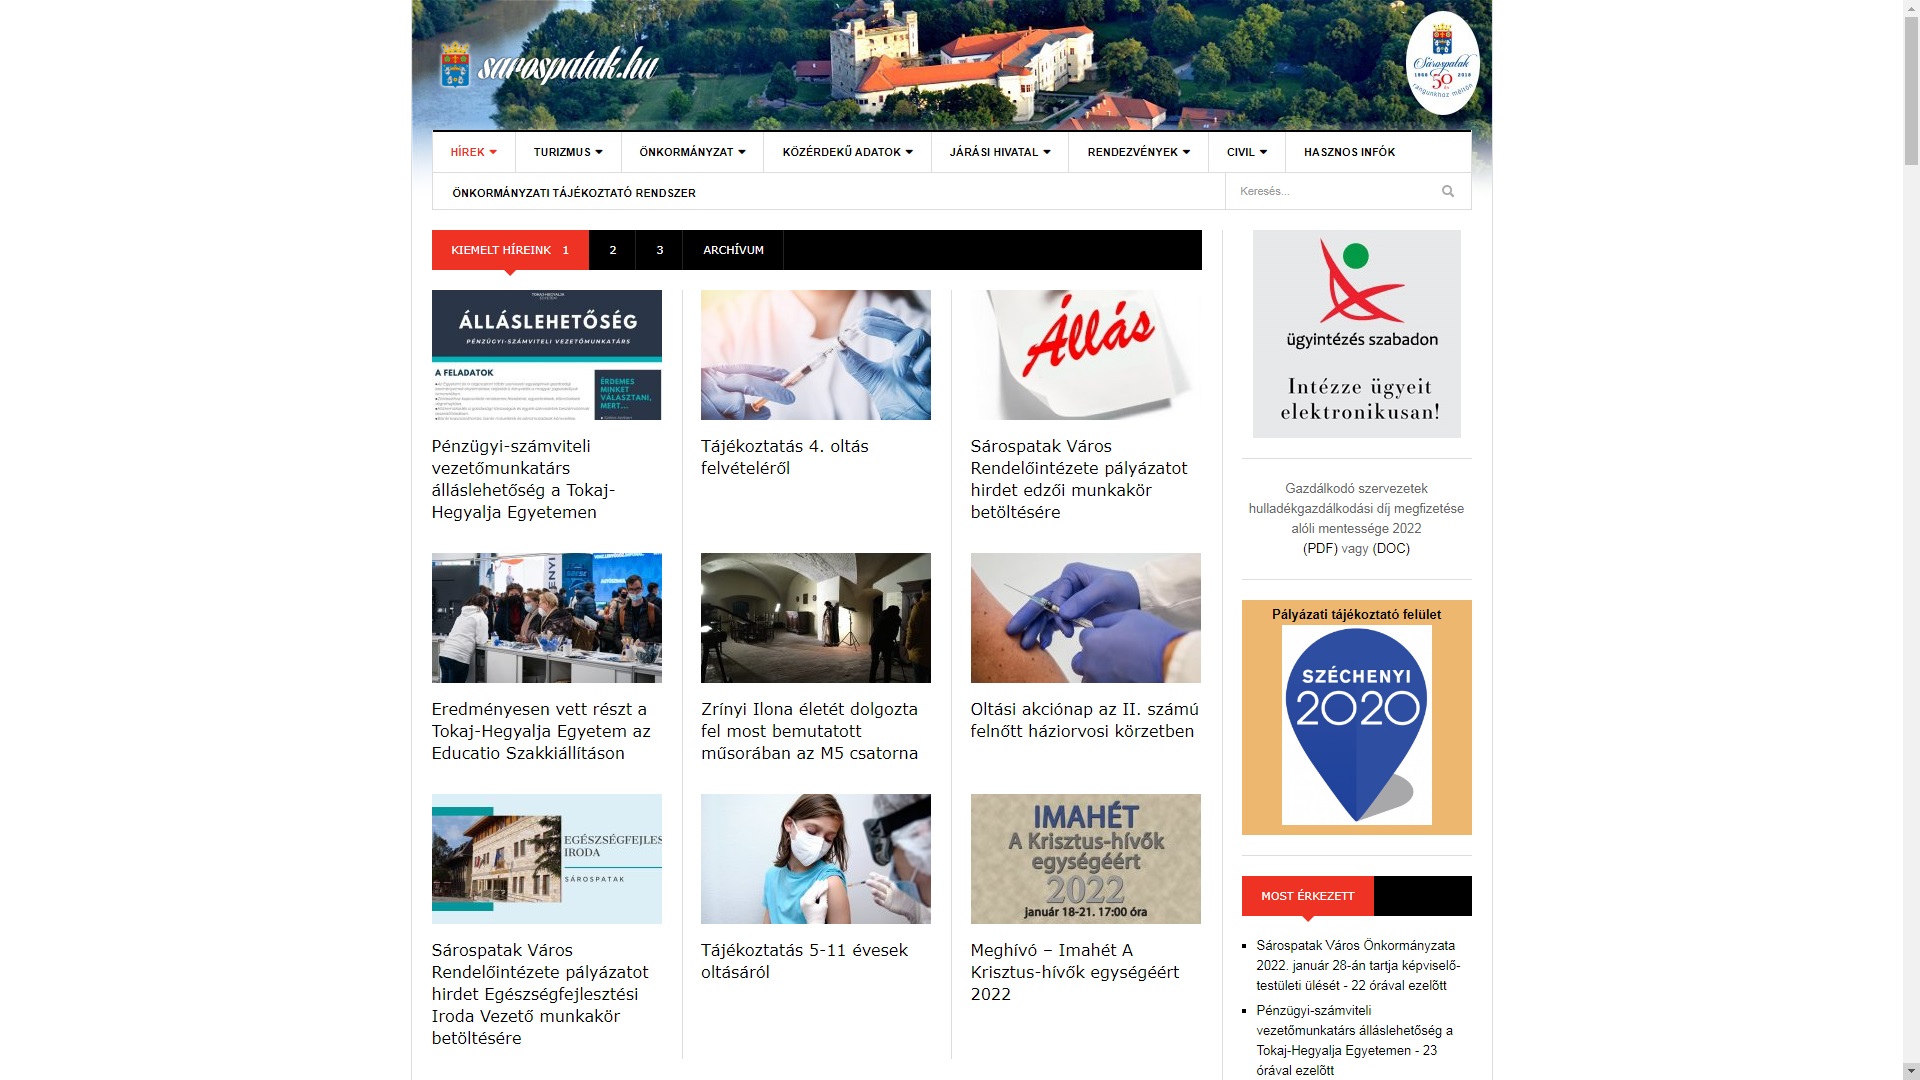 sarospatak.hu
Sárospatak
1968 50 2018
év
rangunkhoz méltón
HÍREK
TURIZMUS
ÖNKORMÁNYZAT
KÖZÉRDEKŰ ADATOK
JÁRÁSI HIVATAL
RENDEZVÉNYEK
CIVIL
HASZNOS INFÓK
ÖNKORMÁNYZATI TÁJÉKOZTATÓ RENDSZER
Keresés...
KIEMELT HÍREINK 1
2
3
ARCHÍVUM
TOKAJ-HEGYALJA
EGYETEM
ÁLLÁSLEHETŐSÉG
PÉNZÜGYI-SZÁMVITELI VEZETŐMUNKATÁRS
A FELADATOK
ÉRDEMES
MINKET
VÁLASZTANI,
MERT...
Pénzügyi-számviteli
vezetőmunkatárs
álláslehetőség a Tokaj-
Hegyalja Egyetemen
Tájékoztatás 4. oltás
felvételéről
Állás
Sárospatak Város
Rendelőintézete pályázatot
hirdet edzői munkakör
betöltésére
Eredményesen vett részt a
Tokaj-Hegyalja Egyetem az
Educatio Szakkiállításon
Zrínyi Ilona életét dolgozta
fel most bemutatott
műsorában az M5 csatorna
Oltási akciónap az II. számú
felnőtt háziorvosi körzetben
EGÉSZSÉGFEJLES
IRODA
SÁROSPATAK
Sárospatak Város
Rendelőintézete pályázatot
hirdet Egészségfejlesztési
Iroda Vezető munkakör
betöltésére
Tájékoztatás 5-11 évesek
oltásáról
IMAHÉT
A Krisztus-hívők
egységéért
2022
január 18-21. 17:00 óra
Meghívó – Imahét A
Krisztus-hívők egységéért
2022
ügyintézés szabadon
Intézze ügyeit
elektronikusan!
Gazdálkodó szervezetek
hulladékgazdálkodási díj megfizetése
alóli mentessége 2022
(PDF) vagy (DOC)
Pályázati tájékoztató felület
SZÉCHENYI
2020
MOST ÉRKEZETT
Sárospatak Város Önkormányzata
2022. január 28-án tartja képviselő-
testületi ülését - 22 órával ezelõtt
Pénzügyi-számviteli
vezetőmunkatárs álláslehetőség a
Tokaj-Hegyalja Egyetemen - 23
órával ezelõtt